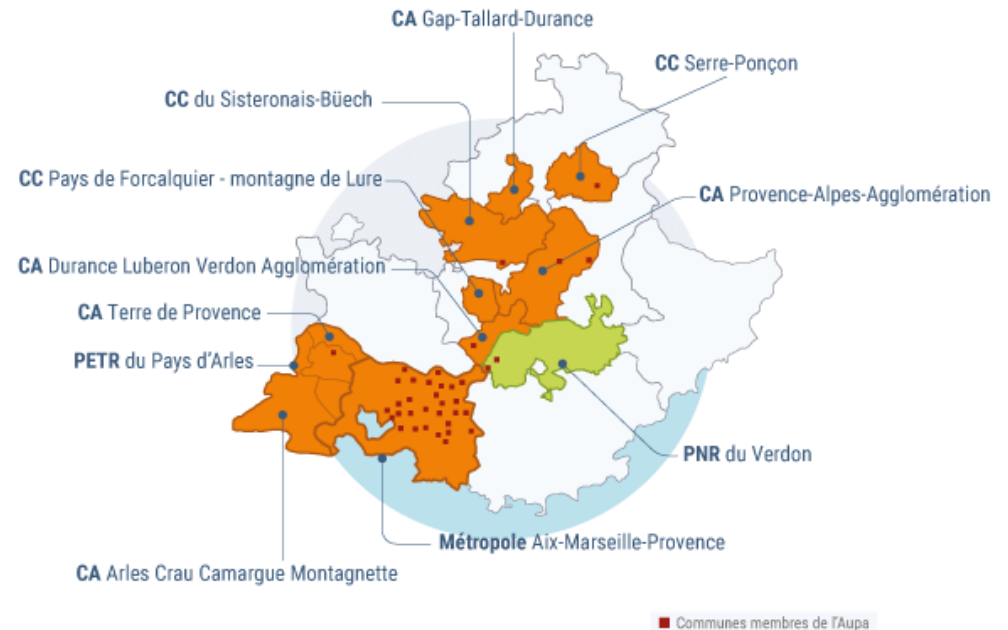 CA Gap-Tallard-Durance
CC Serre-Ponçon
CC du Sisteronais-Büech
CC Pays de Forcalquier - montagne de Lure
CA Provence-Alpes-Agglomération
CA Durance Luberon Verdon Agglomération
CA Terre de Provence
PETR du Pays d'Arles
PNR du Verdon
Métropole Aix-Marseille-Provence
CA Arles Crau Camargue Montagnette
Communes membres de l'Aupa